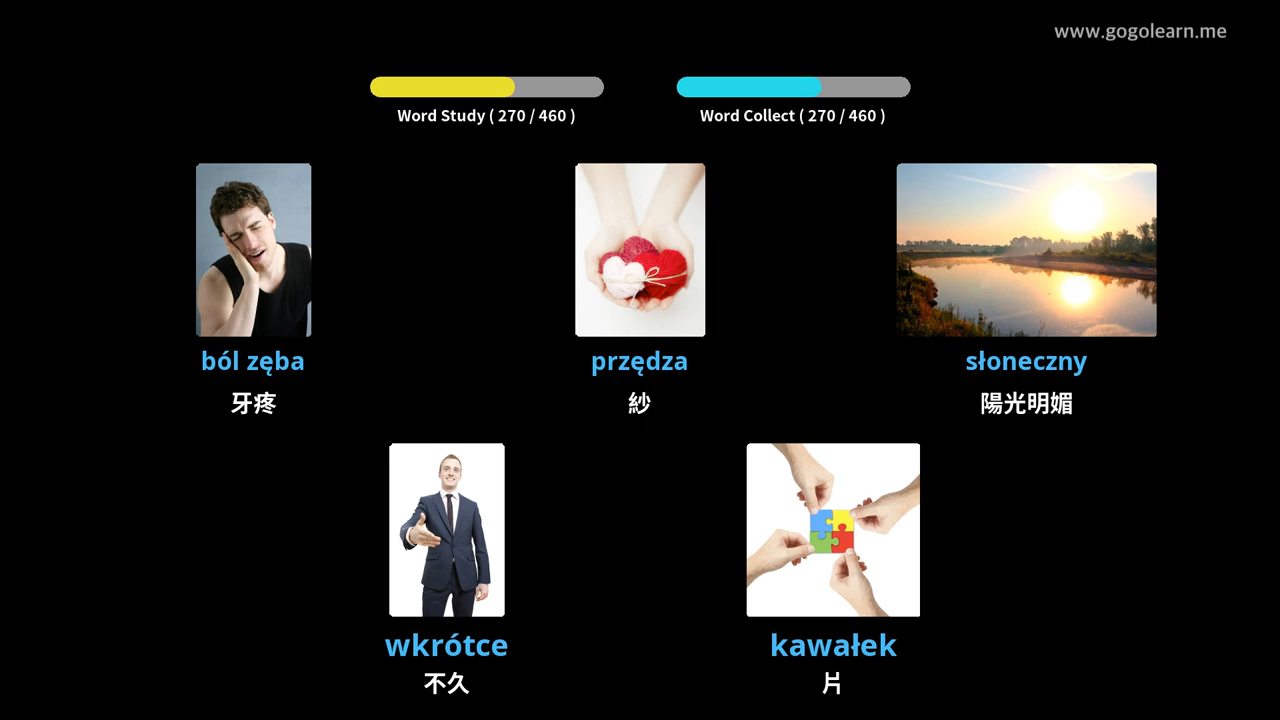 www.gogolearn.me
Word Study ( 270 / 460 )
Word Collect ( 270 / 460 )
ból zęba
przędza
słoneczny
牙疼
紗
陽光明媚
wkrótce
kawałek
不久
片